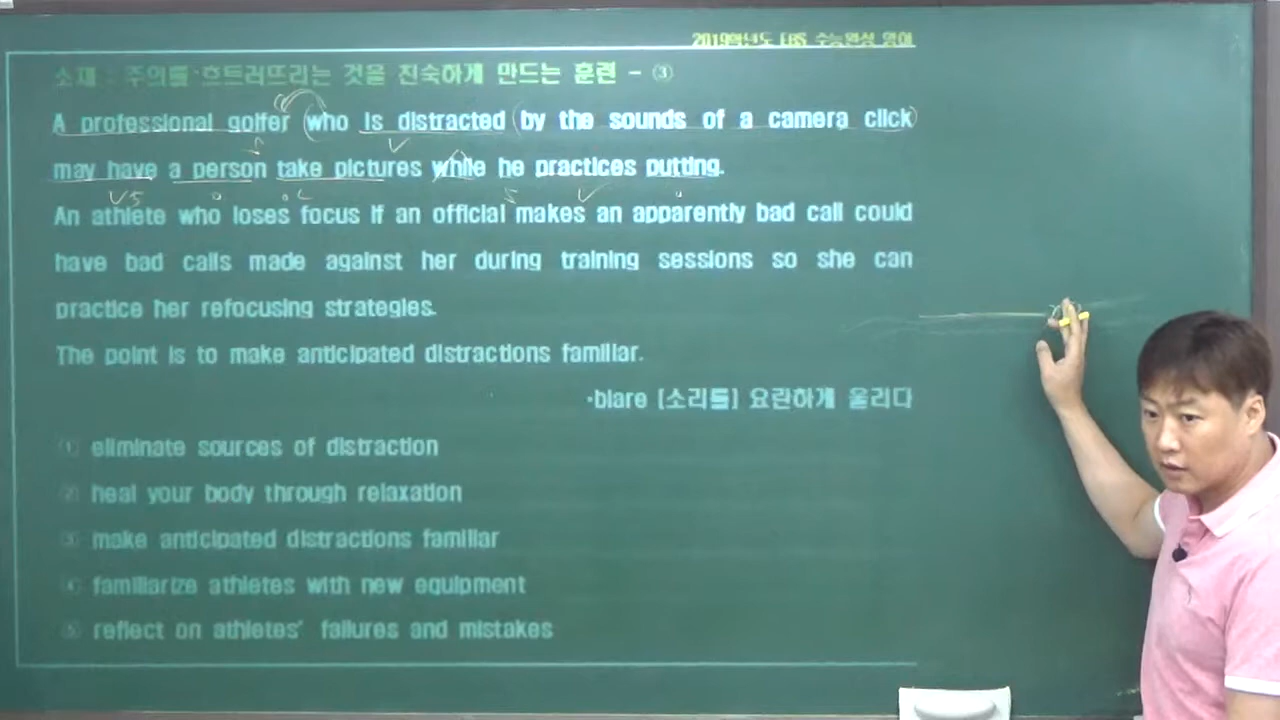 2019학년도 EBS 수능완성 영어
소재 : 주의를 흐트러뜨리는 것을 친숙하게 만드는 훈련 - ③
A professional golfer who is distracted by the sounds of a camera click
may have a person take pictures while he practices putting.
An athlete who loses focus if an official makes an apparently bad call could
have bad calls made against her during training sessions so she can
practice her refocusing strategies.
The point is to make anticipated distractions familiar.
·blare [소리를] 요란하게 울리다
① eliminate sources of distraction
② heal your body through relaxation
③ make anticipated distractions familiar
④ familiarize athletes with new equipment
⑤ reflect on athletes' failures and mistakes